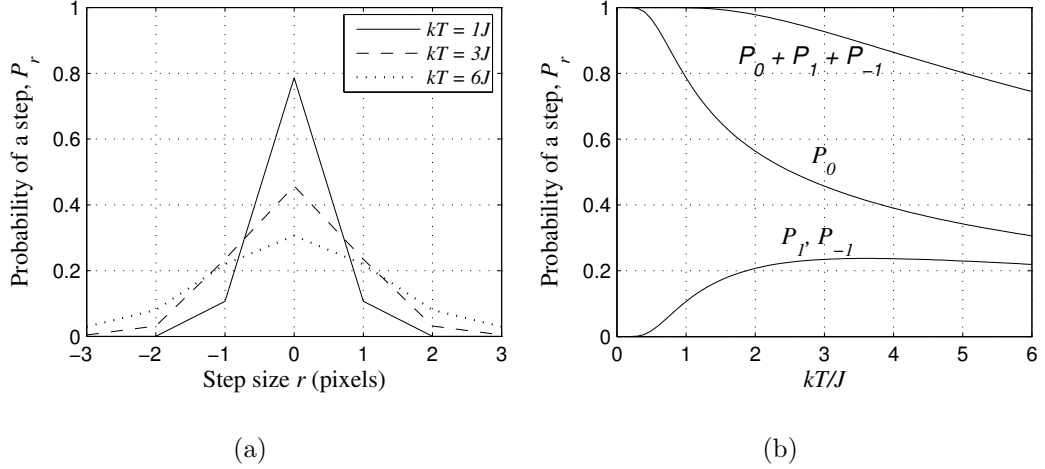 Probability of a step, P_r
1
0.8
0.6
0.4
0.2
0
−3
−2
−1
0
1
2
3
Step size r (pixels)
kT = 1J
kT = 3J
kT = 6J
(a)
Probability of a step, P_r
1
0.8
0.6
0.4
0.2
0
0
1
2
3
4
5
6
kT/J
P_0 + P_1 + P_−1
P_0
P_1, P_−1
(b)